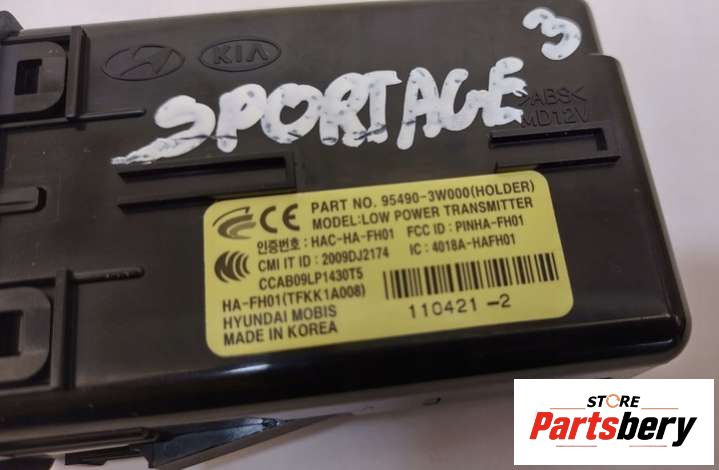 3
KIA
SPORTAGE
>ABS<
MD12V
PART NO. 95490-3W000(HOLDER)
MODEL:LOW POWER TRANSMITTER
인증번호 : HAC-HA-FH01 FCC ID : PINHA-FH01
CMI IT ID : 2009DJ2174 IC : 4018A-HAFH01
CCAB09LP1430T5
HA-FH01(TFKK1A008)
HYUNDAI MOBIS
MADE IN KOREA
110421 -2
STORE
Partsbery